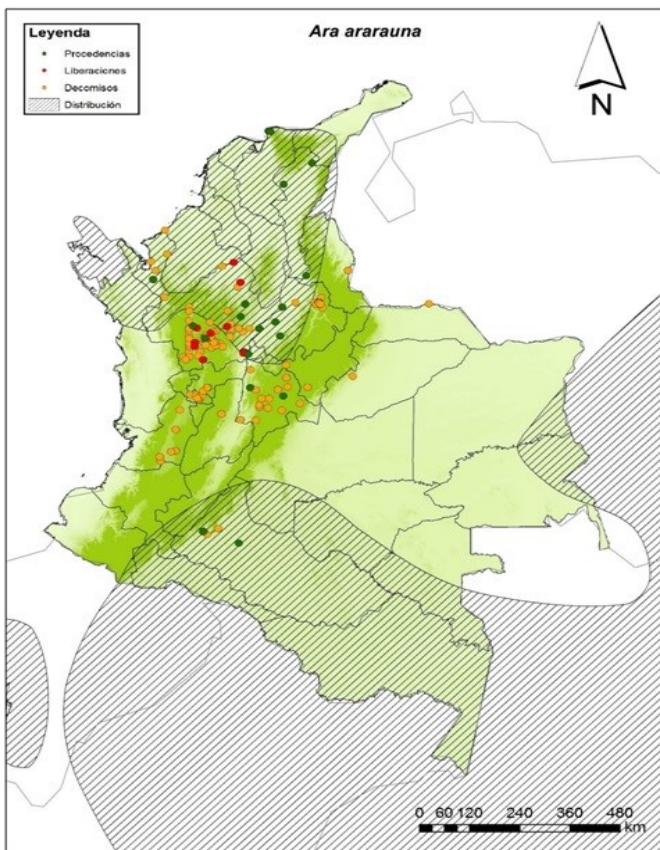 Ara ararauna
Leyenda
Procedencias
Liberaciones
Decomisos
Distribución
N
0 60 120 240 360 480
km